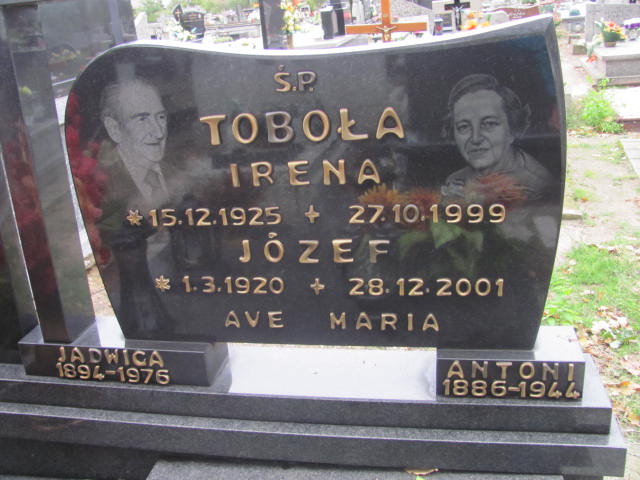 Ś.P.
TOBOŁA
IRENA
*15.12.1925 + 27.10.1999
JÓZEF
*1.3.1920 + 28.12.2001
AVE MARIA
JADWIGA
1894-1976
ANTONI
1886-1944